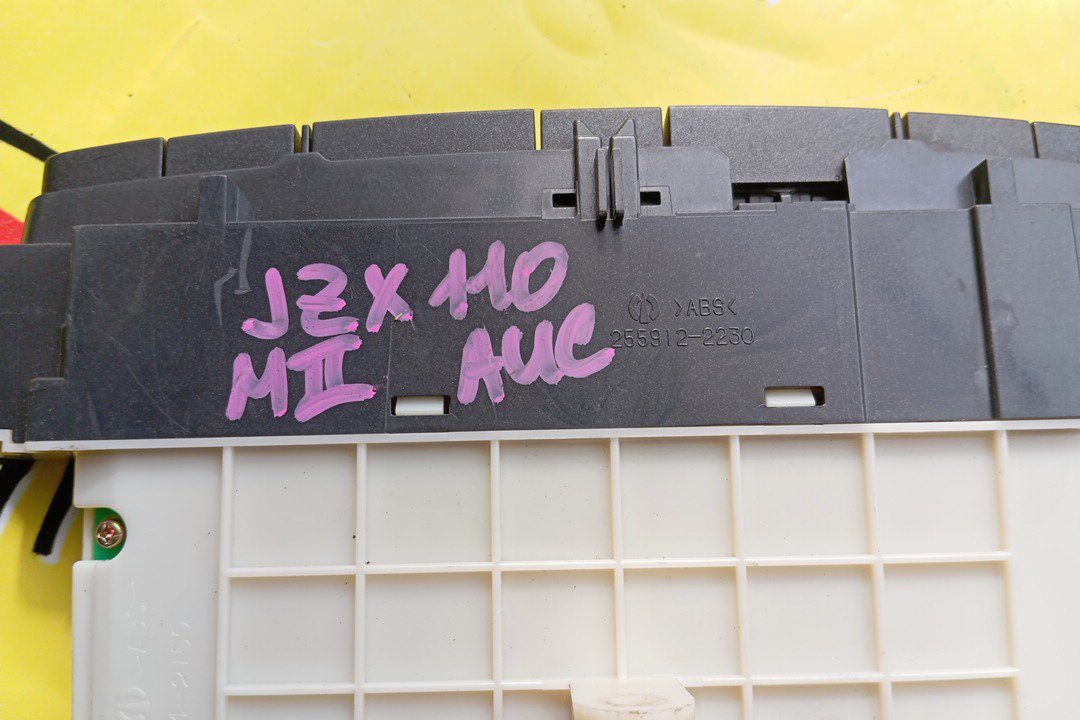 JZX 110
MII AUC
>ABS<
255912-2230